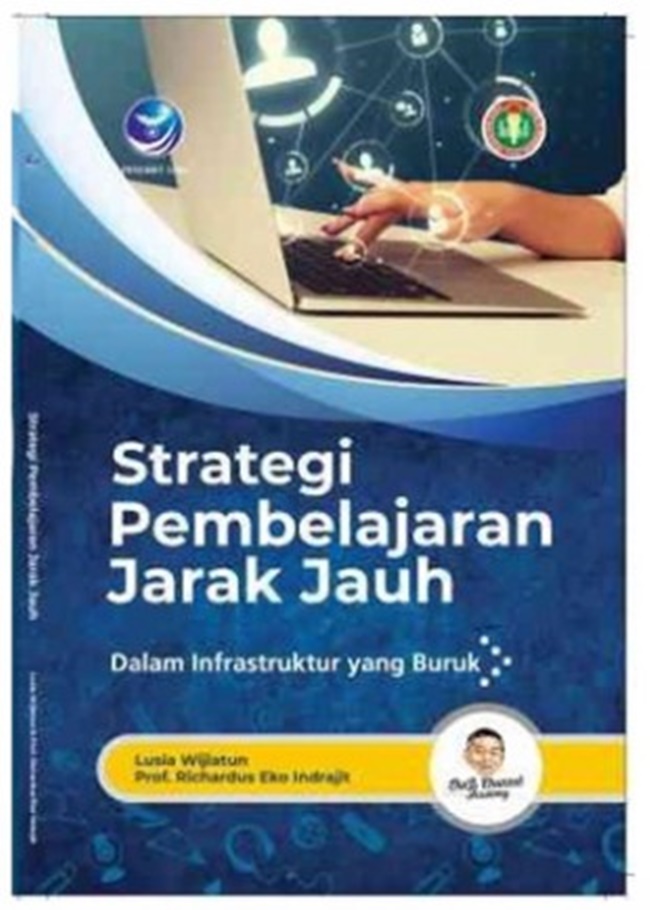 Strategi
Pembelajaran
Jarak Jauh
Dalam Infrastruktur yang Buruk
Lusia Wijiatun
Prof. Richardus Eko Indrajit
Strategi Pembelajaran Jarak Jauh